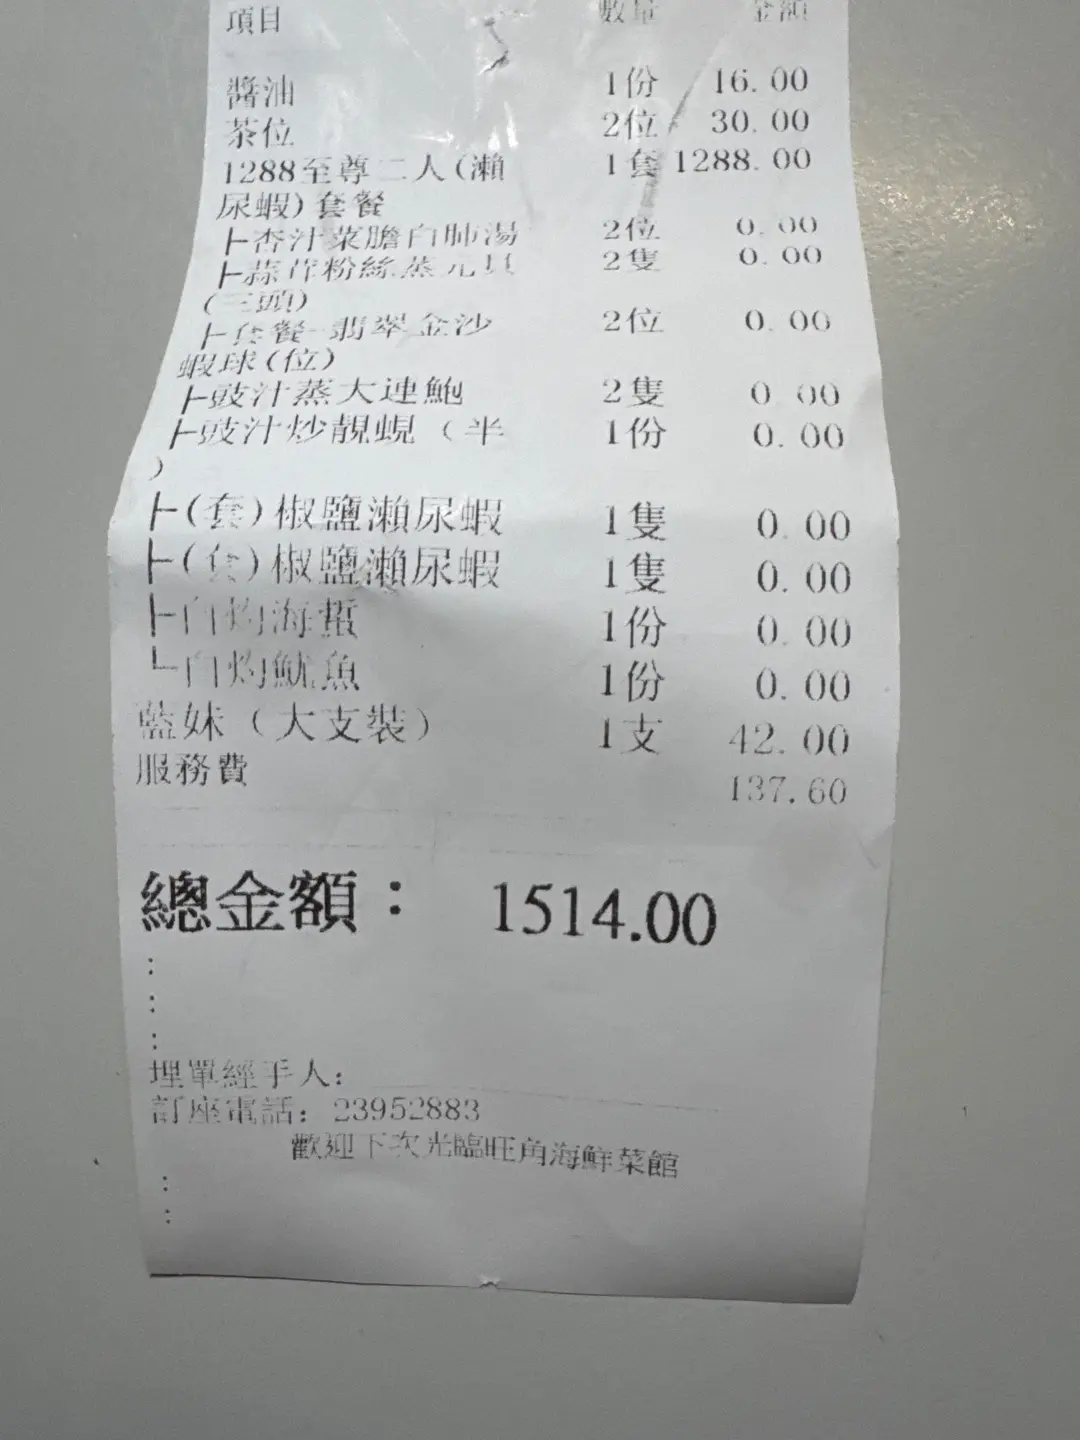 項目 數量 金額
醬油 1份 16.00
茶位 2位 30.00
1288至尊二人(瀨 1套 1288.00
尿蝦)套餐
├杏汁菜膽白肺湯 2位 0.00
├蒜茸粉絲蒸元貝 2隻 0.00
(三頭)
├套餐-翡翠金沙 2位 0.00
蝦球(位)
├豉汁蒸大連鮑 2隻 0.00
├豉汁炒靚蜆（半 1份 0.00
）
├(套)椒鹽瀨尿蝦 1隻 0.00
├(套)椒鹽瀨尿蝦 1隻 0.00
├白灼海蜇 1份 0.00
└白灼魷魚 1份 0.00
藍妹（大支裝） 1支 42.00
服務費 137.60
總金額： 1514.00
:
:
:
埋單經手人:
訂座電話: 23952883
歡迎下次光臨旺角海鮮菜館
:
: